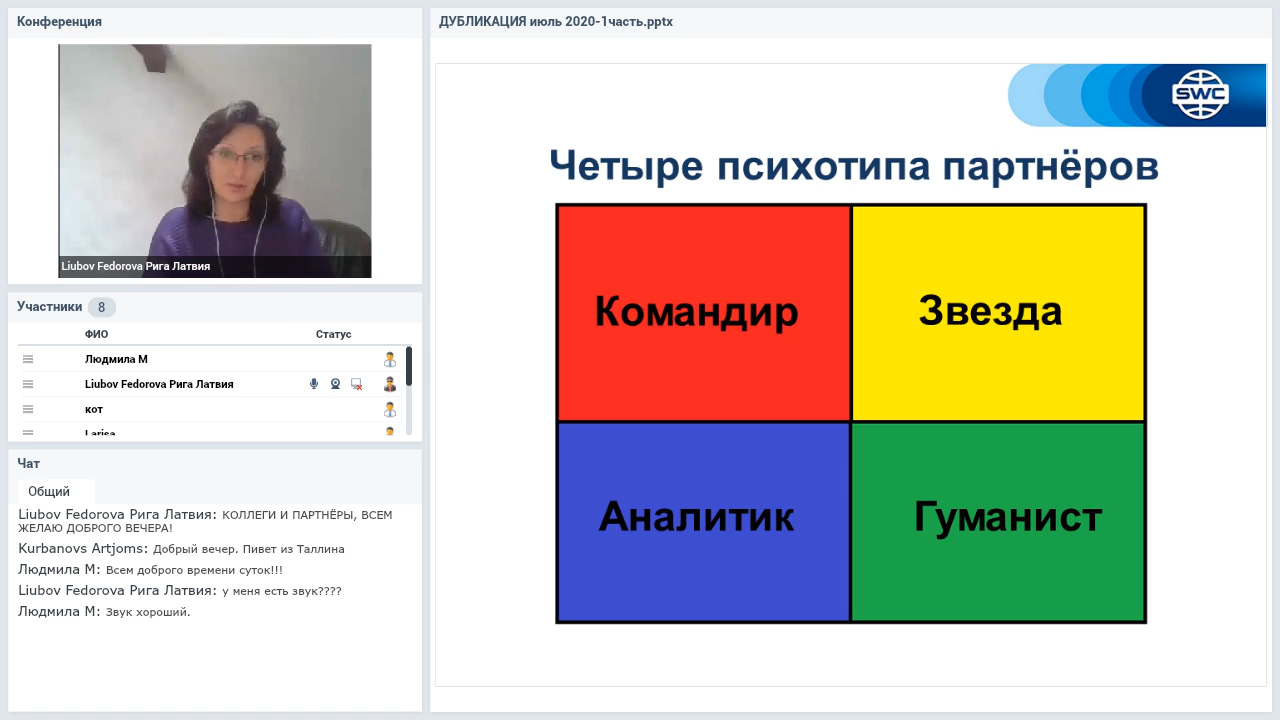 Конференция
Liubov Fedorova Рига Латвия
Участники 8
ФИО Статус
Людмила М
Liubov Fedorova Рига Латвия
кот
Larisa
Чат
Общий
Liubov Fedorova Рига Латвия: КОЛЛЕГИ И ПАРТНЁРЫ, ВСЕМ
ЖЕЛАЮ ДОБРОГО ВЕЧЕРА!
Kurbanovs Artjoms: Добрый вечер. Пивет из Таллина
Людмила М: Всем доброго времени суток!!!
Liubov Fedorova Рига Латвия: у меня есть звук????
Людмила М: Звук хороший.
ДУБЛИКАЦИЯ июль 2020-1часть.pptx
SWC
Четыре психотипа партнёров
Командир
Звезда
Аналитик
Гуманист